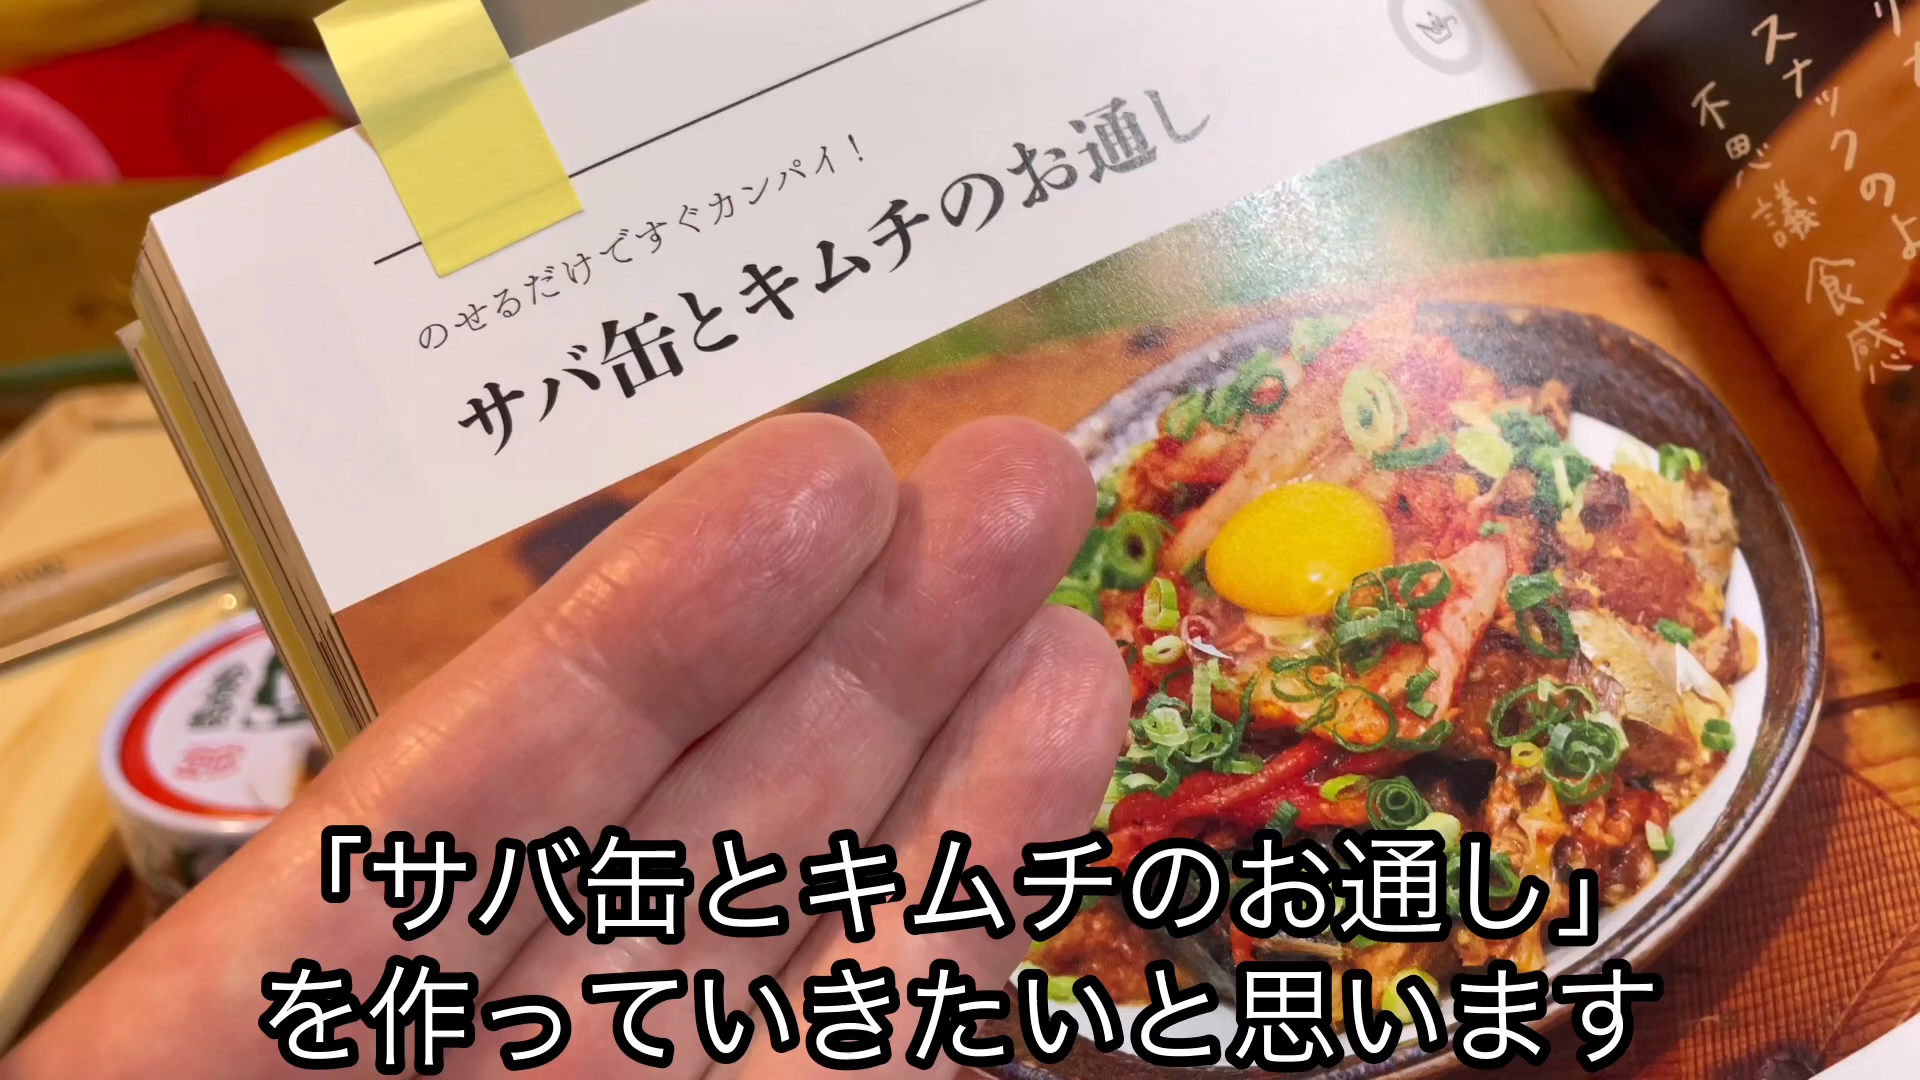 のせるだけですぐカンパイ!
サバ缶とキムチのお通し
スナックのよ
不思議食感
「サバ缶とキムチのお通し」
を作っていきたいと思います